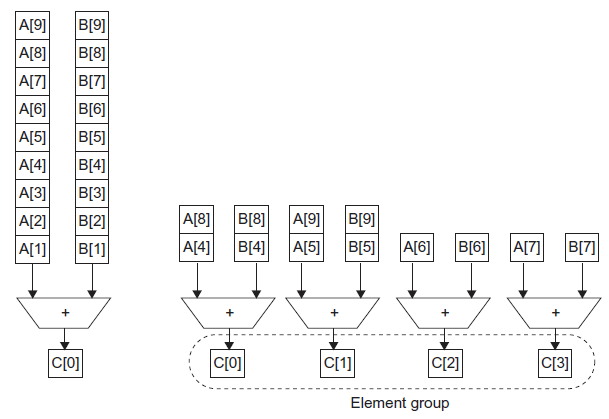 A[9] B[9]
A[8] B[8]
A[7] B[7]
A[6] B[6]
A[5] B[5]
A[4] B[4]
A[3] B[3]
A[2] B[2]
A[1] B[1]
+
C[0]
A[8] B[8] A[9] B[9]
A[4] B[4] A[5] B[5] A[6] B[6] A[7] B[7]
+ + + +
C[0] C[1] C[2] C[3]
Element group